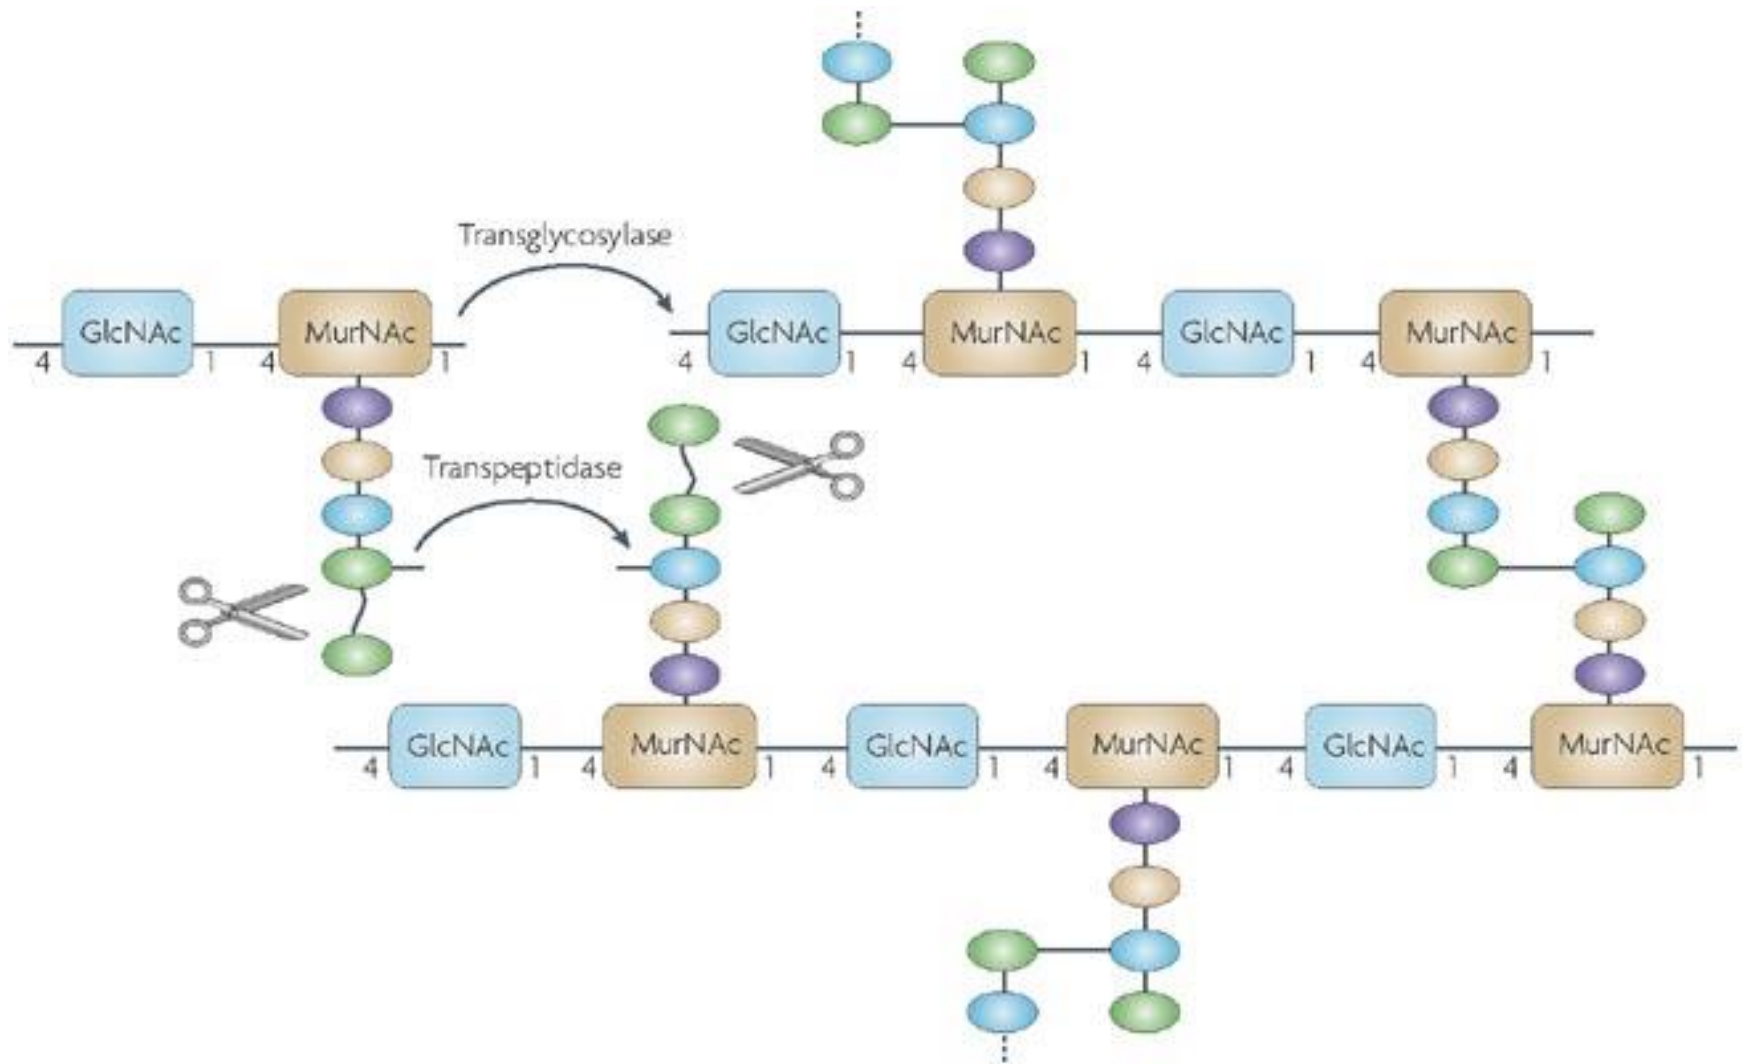 Transglycosylase
GlcNAc MurNAc GlcNAc MurNAc GlcNAc MurNAc
4 1 4 1 4 1 4 1 4 1 4 1
Transpeptidase
GlcNAc MurNAc GlcNAc MurNAc GlcNAc MurNAc
4 1 4 1 4 1 4 1 4 1 4 1